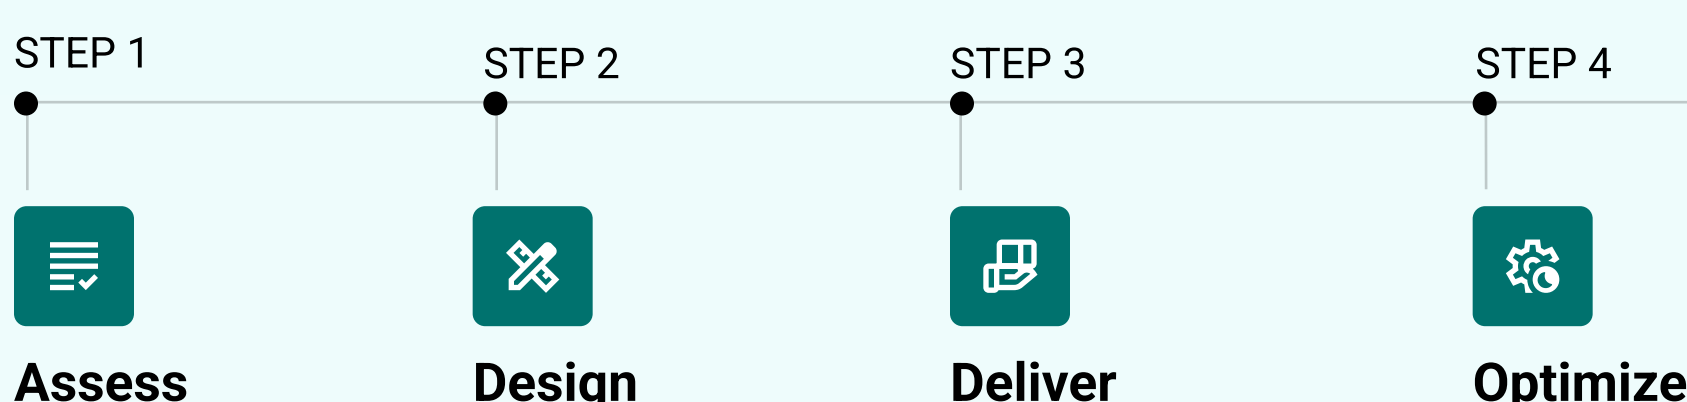 STEP 1
STEP 2
STEP 3
STEP 4
Assess
Design
Deliver
Optimize